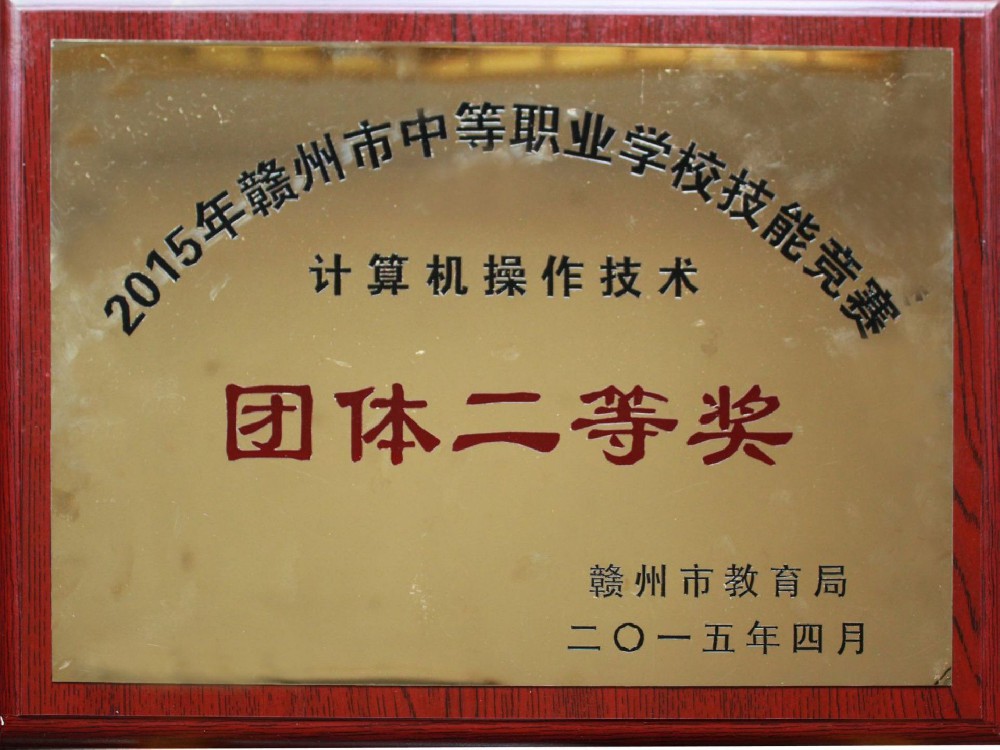 2015年赣州市中等职业学校技能竞赛
计算机操作技术
团体二等奖
赣州市教育局
二〇一五年四月